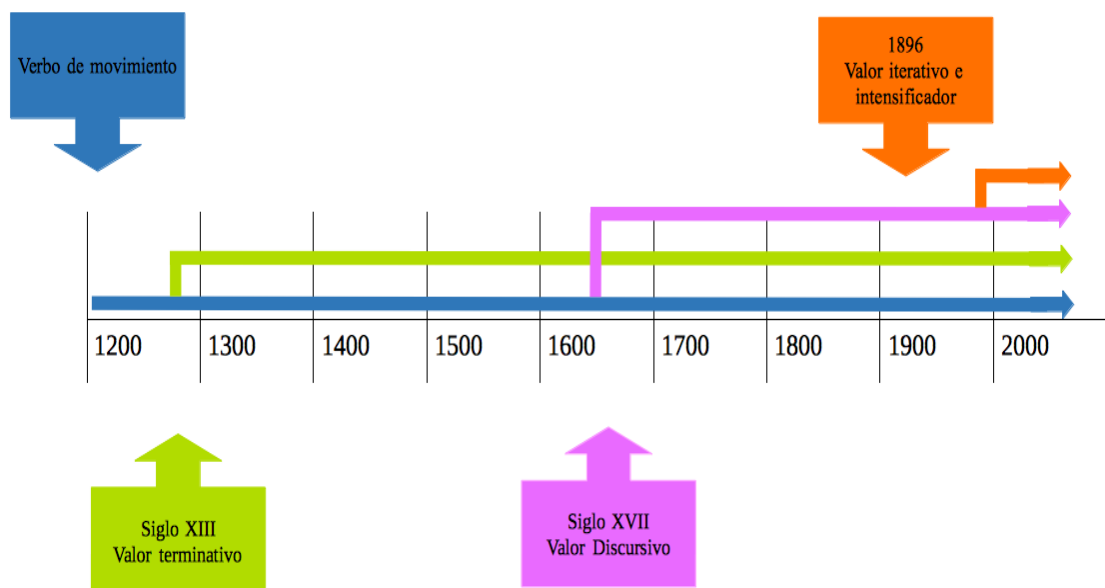 Verbo de movimiento
1896
Valor iterativo e
intensificador
1200
1300
1400
1500
1600
1700
1800
1900
2000
Siglo XIII
Valor terminativo
Siglo XVII
Valor Discursivo